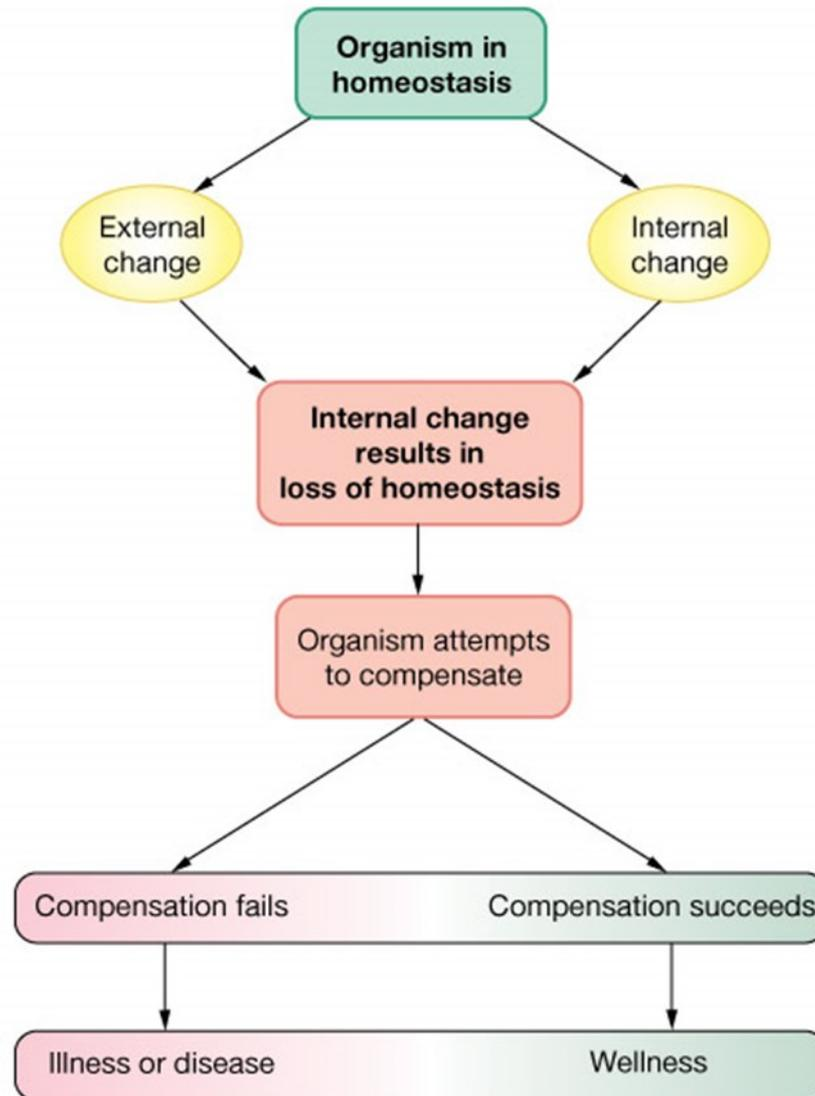 Organism in
homeostasis
External
change
Internal
change
Internal change
results in
loss of homeostasis
Organism attempts
to compensate
Compensation fails
Compensation succeeds
Illness or disease
Wellness